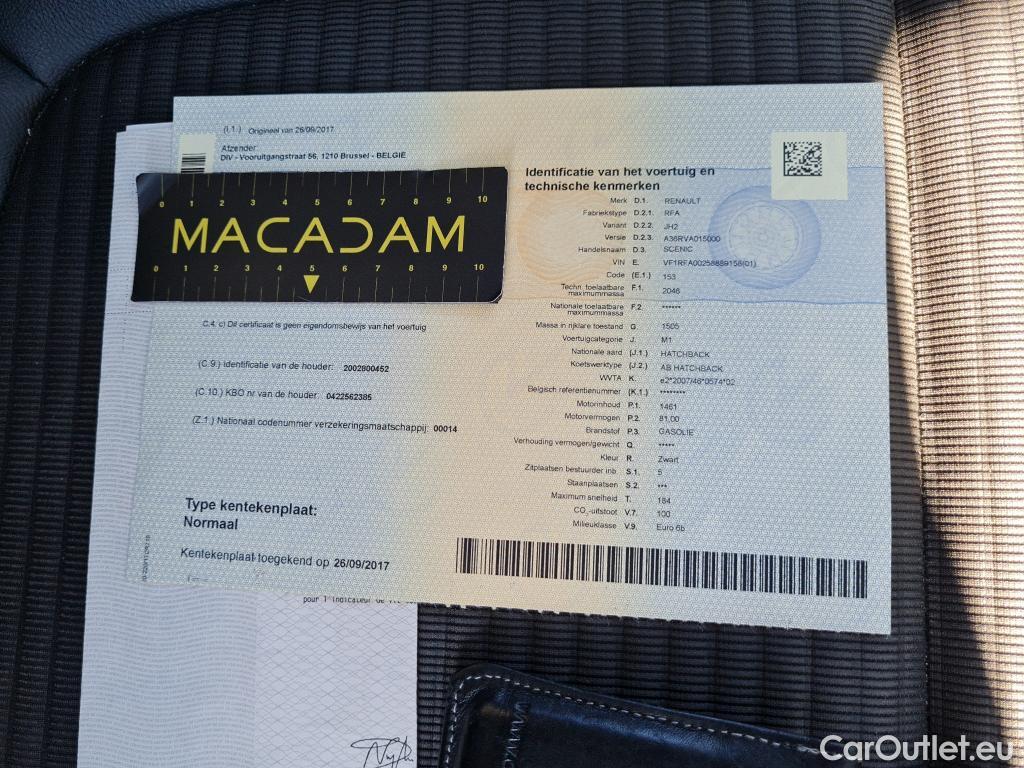 (I.1.) Origineel van 26/09/2017
Afzender:
DIV - Vooruitgangstraat 56, 1210 Brussel - BELGIE
0 1 2 3 4 5 6 7 8 9 10
MACADAM
0 1 2 3 4 5 6 7 8 9 10
C.4. c) Dit certificaat is geen eigendomsbewijs van het voertuig
(C.9.) Identificatie van de houder: 2002800452
(C.10.) KBO nr van de houder: 0422562385
(Z.1.) Nationaal codenummer verzekeringsmaatschappij: 00014
Type kentekenplaat:
Normaal
Kentekenplaat toegekend op 26/09/2017
Identificatie van het voertuig en
technische kenmerken
Merk D.1. RENAULT
Fabriekstype D.2.1. RFA
Variant D.2.2. JH2
Versie D.2.3. A36RVA015000
Handelsnaam D.3. SCENIC
VIN E. VF1RFA00258889158(01)
Code (E.1.) 153
Techn. toelaatbare
maximummassa F.1. 2046
Nationale toelaatbare
maximummassa F.2. ******
Massa in rijklare toestand G. 1505
Voertuigcategorie J. M1
Nationale aard (J.1.) HATCHBACK
Koetswerktype (J.2.) AB HATCHBACK
WVTA K. e2*2007/46*0574*02
Belgisch referentienummer (K.1.) ********
Motorinhoud P.1. 1461
Motorvermogen P.2. 81,00
Brandstof P.3. GASOLIE
Verhouding vermogen/gewicht Q. *****
Kleur R. Zwart
Zitplaatsen bestuurder inb. S.1. 5
Staanplaatsen S.2. ***
Maximum snelheid T. 184
CO₂-uitstoot V.7. 100
Milieuklasse V.9. Euro 6b
pour l'indicateur de
CarOutlet.eu